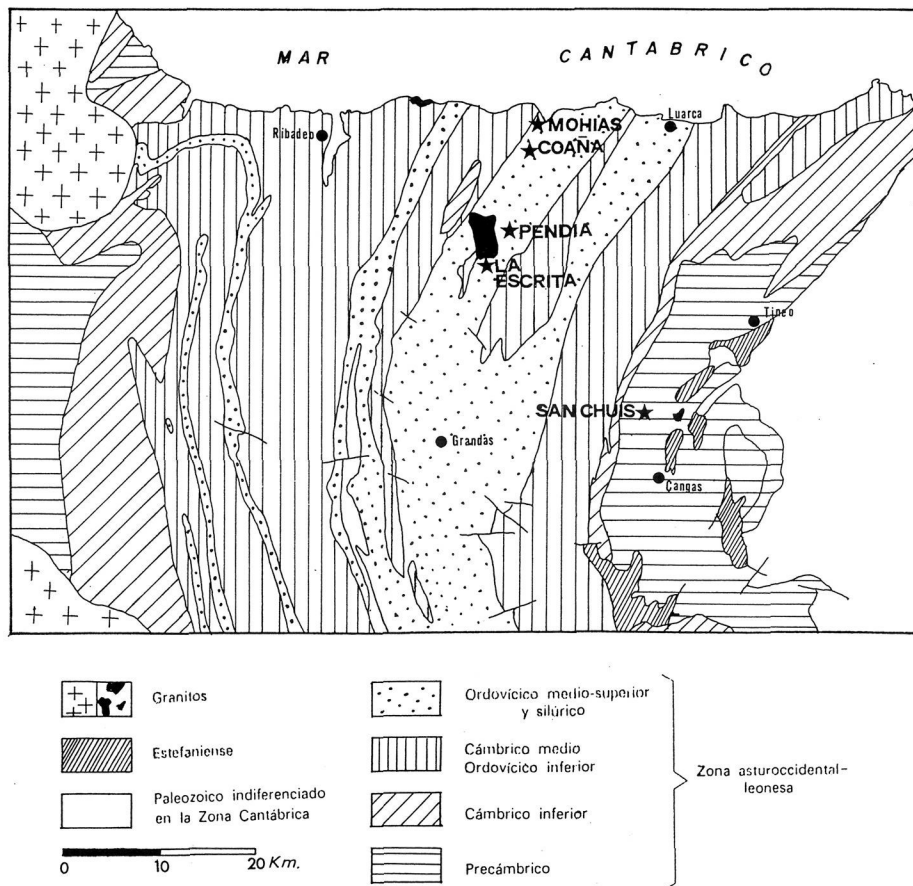 MAR
CANTABRICO
Ribadeo
MOHIAS
COAÑA
Luarca
PENDIA
LA
ESCRITA
Tineo
SAN CHUIS
Grandas
Cangas
Granitos
Estefaniense
Paleozoico indiferenciado
en la Zona Cantábrica
0 10 20 Km.
Ordovícico medio-superior
y silúrico
Cámbrico medio
Ordovícico inferior
Cámbrico inferior
Precámbrico
Zona asturoccidental-
leonesa